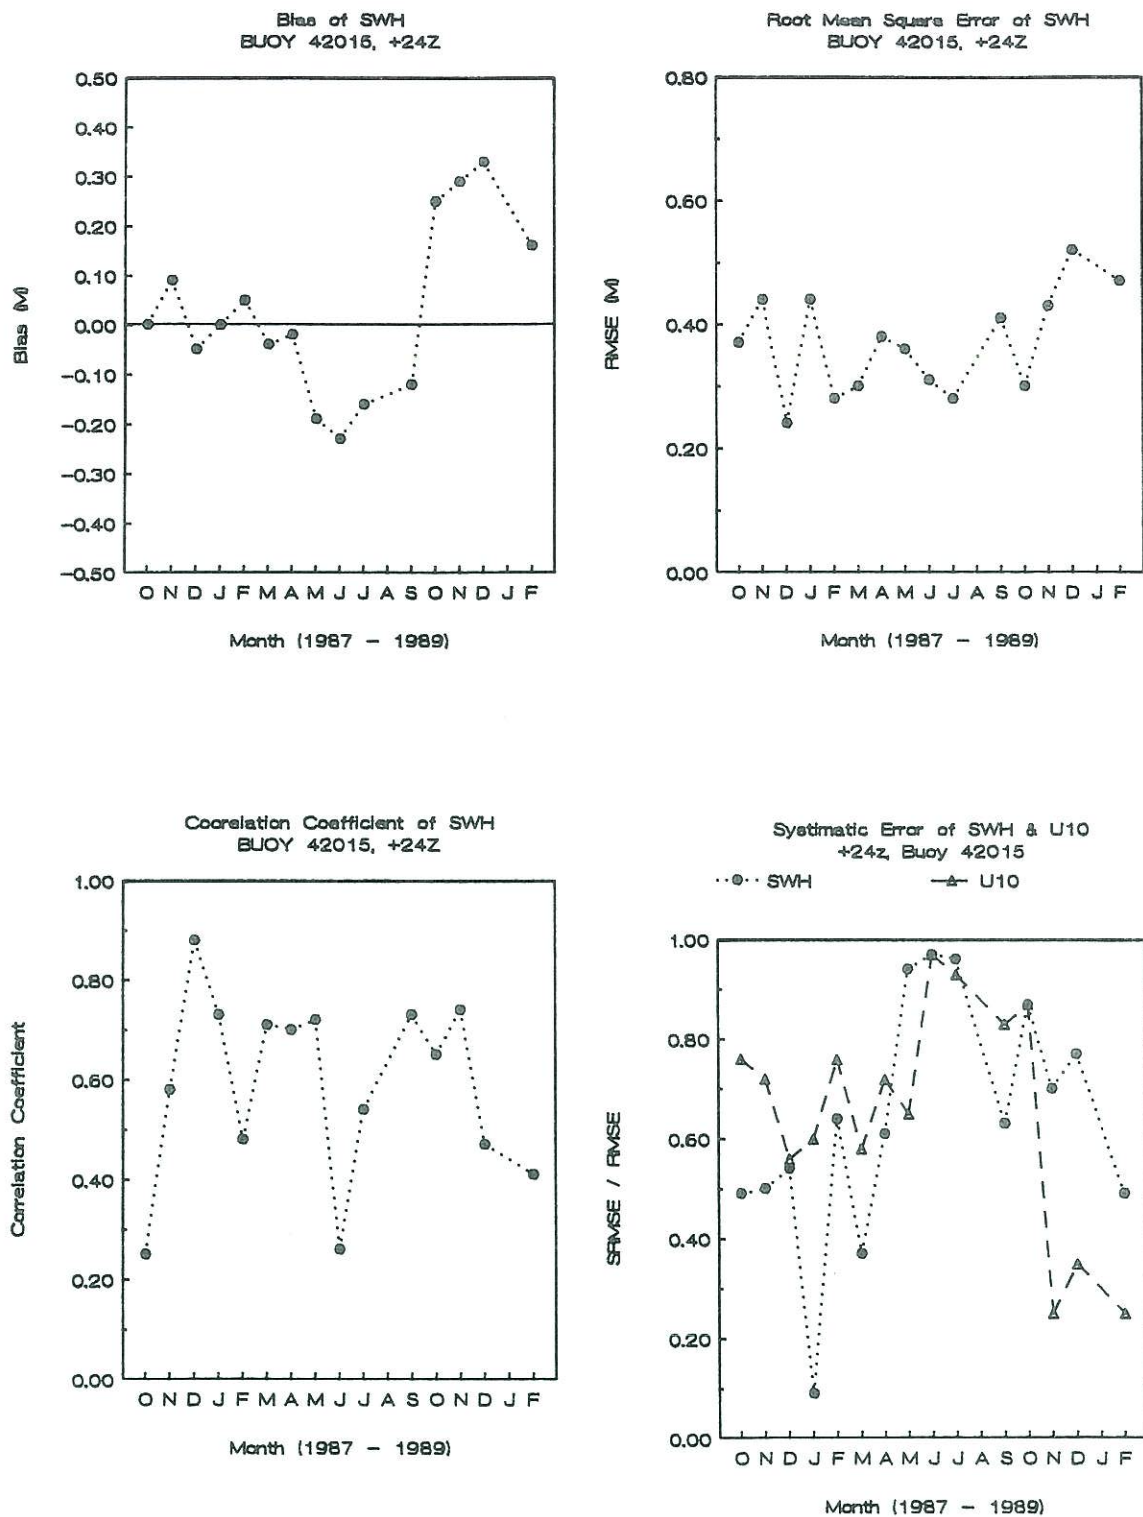 Bias of SWH
BUOY 42015, +24Z
0.50
0.40
0.30
0.20
0.10
0.00
-0.10
-0.20
-0.30
-0.40
-0.50
Bias (M)
O N D J F M A M J J A S O N D J F
Month (1987 - 1989)
Root Mean Square Error of SWH
BUOY 42015, +24Z
0.80
0.60
0.40
0.20
0.00
RMSE (M)
O N D J F M A M J J A S O N D J F
Month (1987 - 1989)
Coorelation Coefficient of SWH
BUOY 42015, +24Z
1.00
0.80
0.60
0.40
0.20
0.00
Correlation Coefficient
O N D J F M A M J J A S O N D J F
Month (1987 - 1989)
Systimatic Error of SWH & U10
+24z, Buoy 42015
SWH U10
1.00
0.80
0.60
0.40
0.20
0.00
SRMSE / RMSE
O N D J F M A M J J A S O N D J F
Month (1987 - 1989)